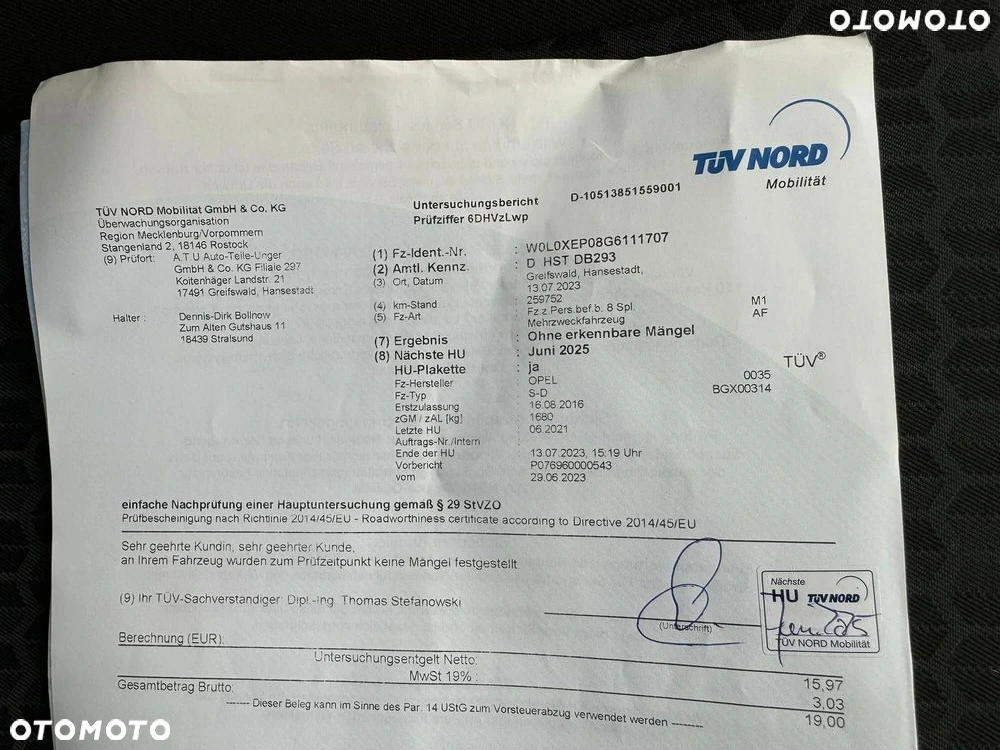 OTOMOTO
TÜV NORD
Mobilität
TÜV NORD Mobilität GmbH & Co. KG
Überwachungsorganisation
Region Mecklenburg/Vorpommern
Stangenland 2, 18146 Rostock
(9) Prüfort: A.T.U Auto-Teile-Unger
GmbH & Co. KG Filiale 297
Koitenhäger Landstr. 21
17491 Greifswald, Hansestadt
Halter : Dennis-Dirk Bollnow
Zum Alten Gutshaus 11
18439 Stralsund
Untersuchungsbericht D-10513851559001
Prüfziffer 6DHVzLwp
(1) Fz-Ident.-Nr. : W0L0XEP08G6111707
(2) Amtl. Kennz. : D HST DB293
(3) Ort, Datum : Greifswald, Hansestadt,
13.07.2023
(4) km-Stand : 259752
(5) Fz-Art : Fz.z.Pers.bef.b. 8 Spl. M1
Mehrzweckfahrzeug AF
(7) Ergebnis : Ohne erkennbare Mängel
(8) Nächste HU : Juni 2025
HU-Plakette : ja TÜV®
Fz-Hersteller : OPEL 0035
Fz-Typ : S-D BGX00314
Erstzulassung : 16.08.2016
zGM / zAL [kg] : 1680
Letzte HU : 06.2021
Auftrags-Nr./Intern :
Ende der HU : 13.07.2023, 15:19 Uhr
Vorbericht : P076960000543
vom : 29.06.2023
einfache Nachprüfung einer Hauptuntersuchung gemäß § 29 StVZO
Prüfbescheinigung nach Richtlinie 2014/45/EU - Roadworthiness certificate according to Directive 2014/45/EU
Sehr geehrte Kundin, sehr geehrter Kunde,
an Ihrem Fahrzeug wurden zum Prüfzeitpunkt keine Mängel festgestellt.
(9) Ihr TÜV-Sachverständiger: Dipl.-Ing. Thomas Stefanowski
(Unterschrift)
Nächste
HU TÜV NORD
Juni 2025
TÜV NORD Mobilität
Berechnung (EUR):
Untersuchungsentgelt Netto: 15,97
MwSt 19% : 3,03
Gesamtbetrag Brutto: 19,00
------- Dieser Beleg kann im Sinne des Par. 14 UStG zum Vorsteuerabzug verwendet werden ---------
OTOMOTO